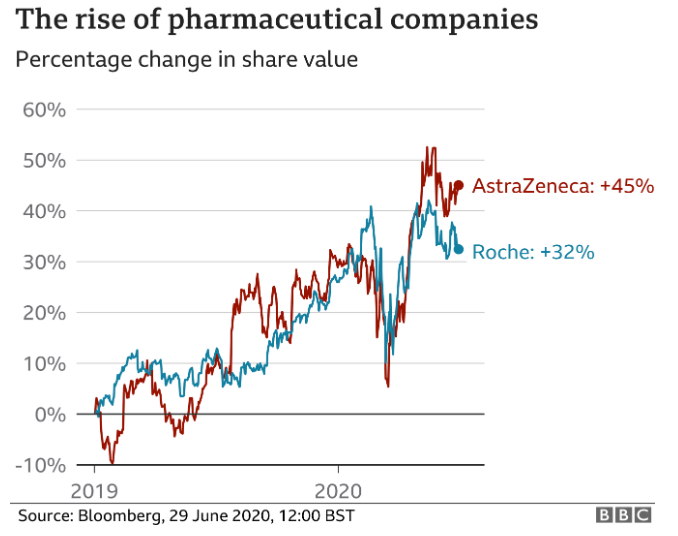 The rise of pharmaceutical companies
Percentage change in share value
60%
50%
AstraZeneca: +45%
40%
Roche: +32%
30%
20%
10%
0%
-10%
2019 2020
Source: Bloomberg, 29 June 2020, 12:00 BST
BBC